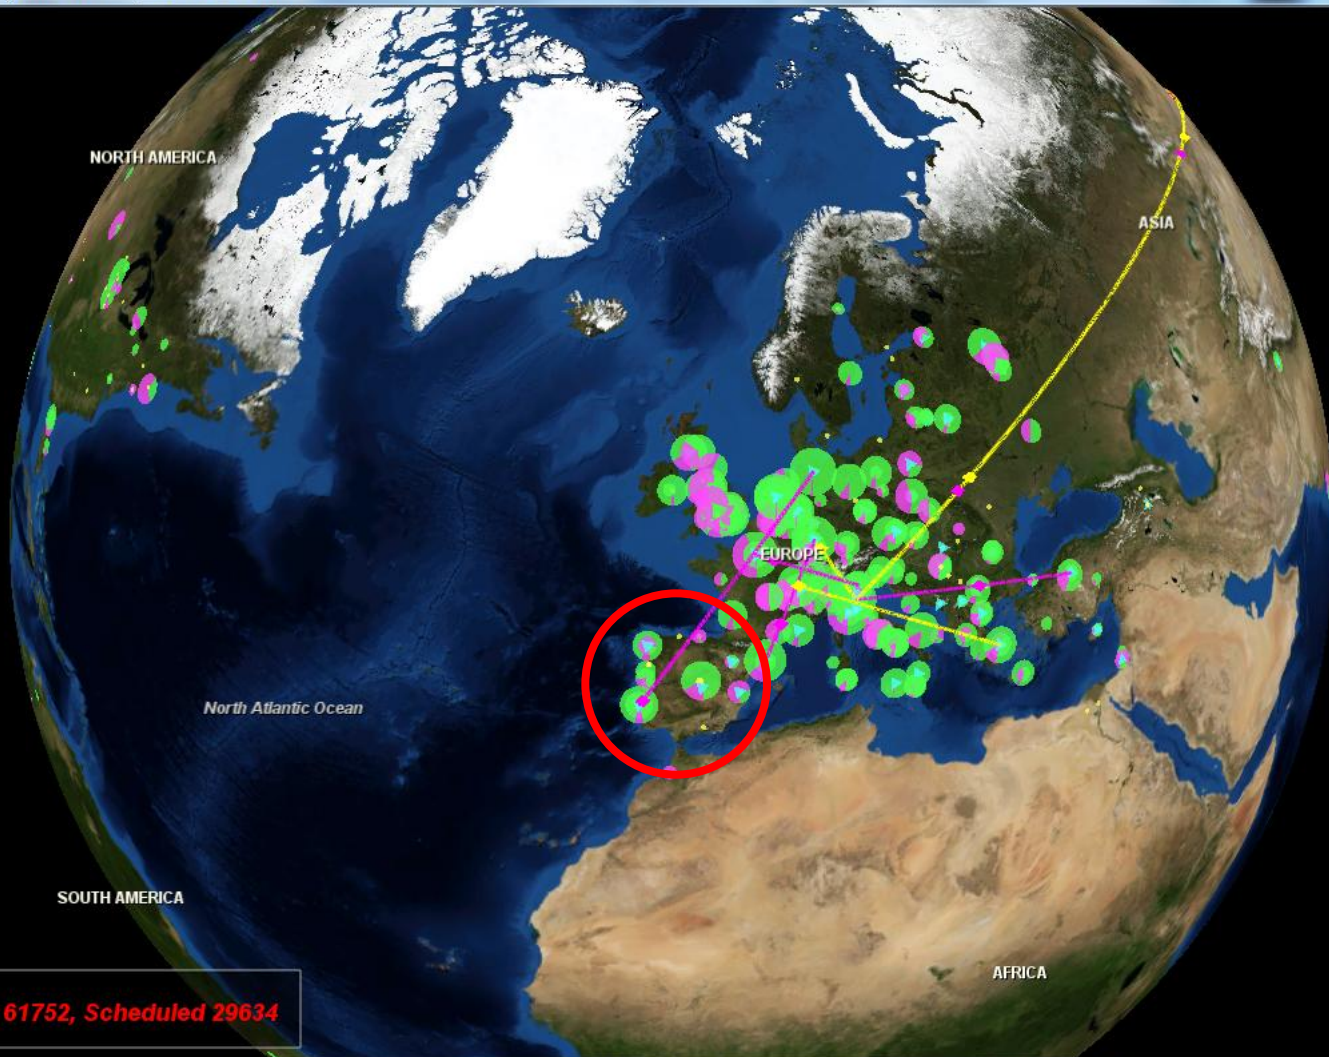 NORTH AMERICA
ASIA
EUROPE
North Atlantic Ocean
SOUTH AMERICA
AFRICA
61752, Scheduled 29634